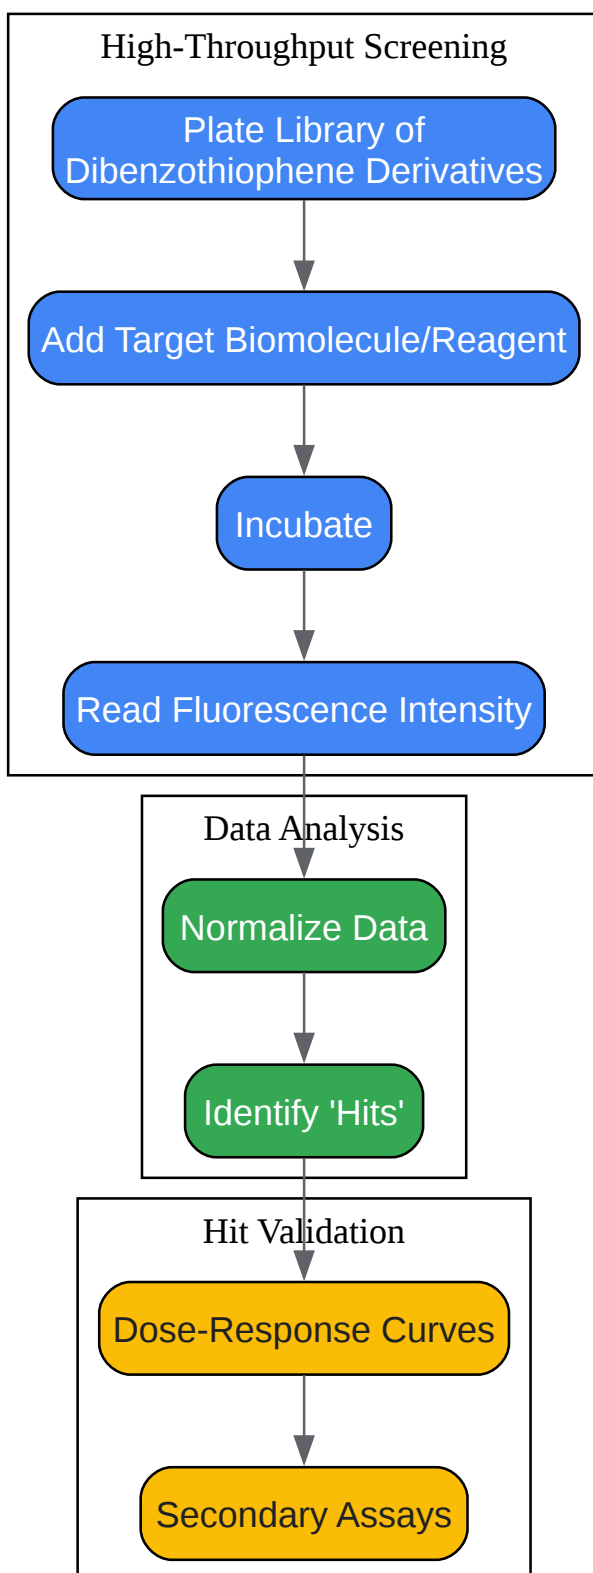 High-Throughput Screening
Plate Library of
Dibenzothiophene Derivatives
Add Target Biomolecule/Reagent
Incubate
Read Fluorescence Intensity
Data Analysis
Normalize Data
Identify 'Hits'
Hit Validation
Dose-Response Curves
Secondary Assays